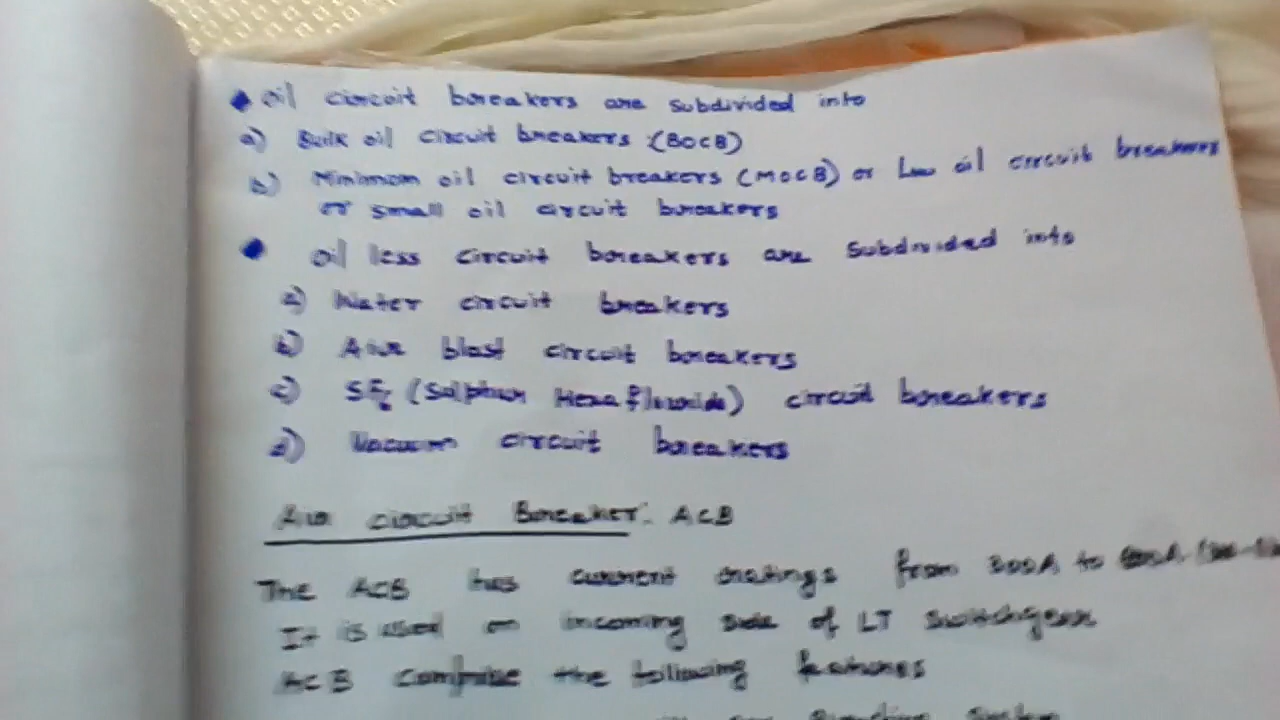 Oil circuit breakers are subdivided into
a) Bulk oil circuit breakers (BOCB)
b) Minimum oil circuit breakers (MOCB) or Low oil circuit breakers
or small oil circuit breakers
Oil less circuit breakers are subdivided into
a) Water circuit breakers
b) Air blast circuit breakers
c) SF6 (Sulphur Hexafluoride) circuit breakers
d) Vacuum circuit breakers
Air circuit Breaker: ACB
The ACB has current ratings from 300A to
It is used on incoming side of LT switchgear
ACB comprise the following features
system